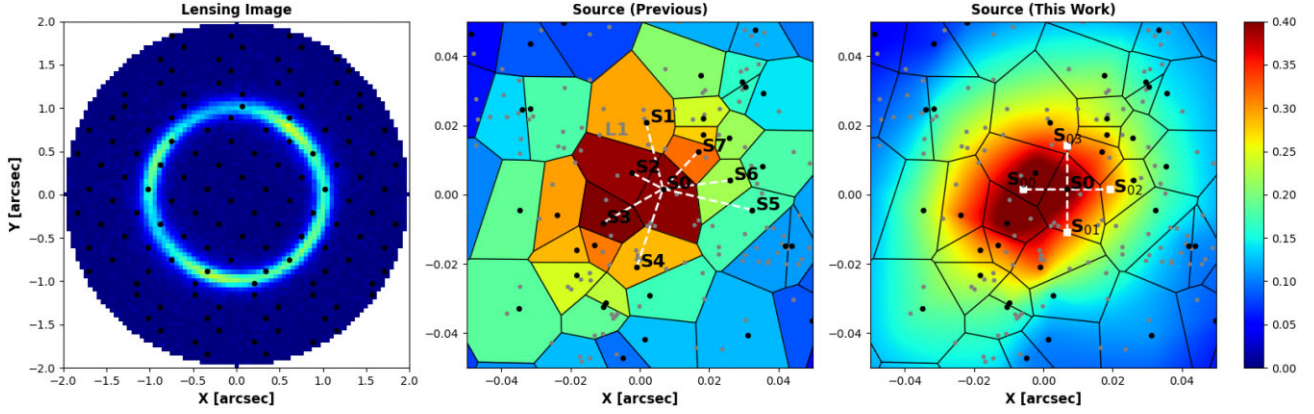 Lensing Image
2.0
1.5
1.0
0.5
0.0
−0.5
−1.0
−1.5
−2.0
−2.0 −1.5 −1.0 −0.5 0.0 0.5 1.0 1.5 2.0
X [arcsec]
Y [arcsec]
Source (Previous)
0.04
0.02
0.00
−0.02
−0.04
−0.04 −0.02 0.00 0.02 0.04
X [arcsec]
L1 S1
S7
S2
S0 S6
S5
S3
S4
Source (This Work)
0.04
0.02
0.00
−0.02
−0.04
−0.04 −0.02 0.00 0.02 0.04
X [arcsec]
S03
S00 S0 S02
S01
0.40
0.35
0.30
0.25
0.20
0.15
0.10
0.05
0.00